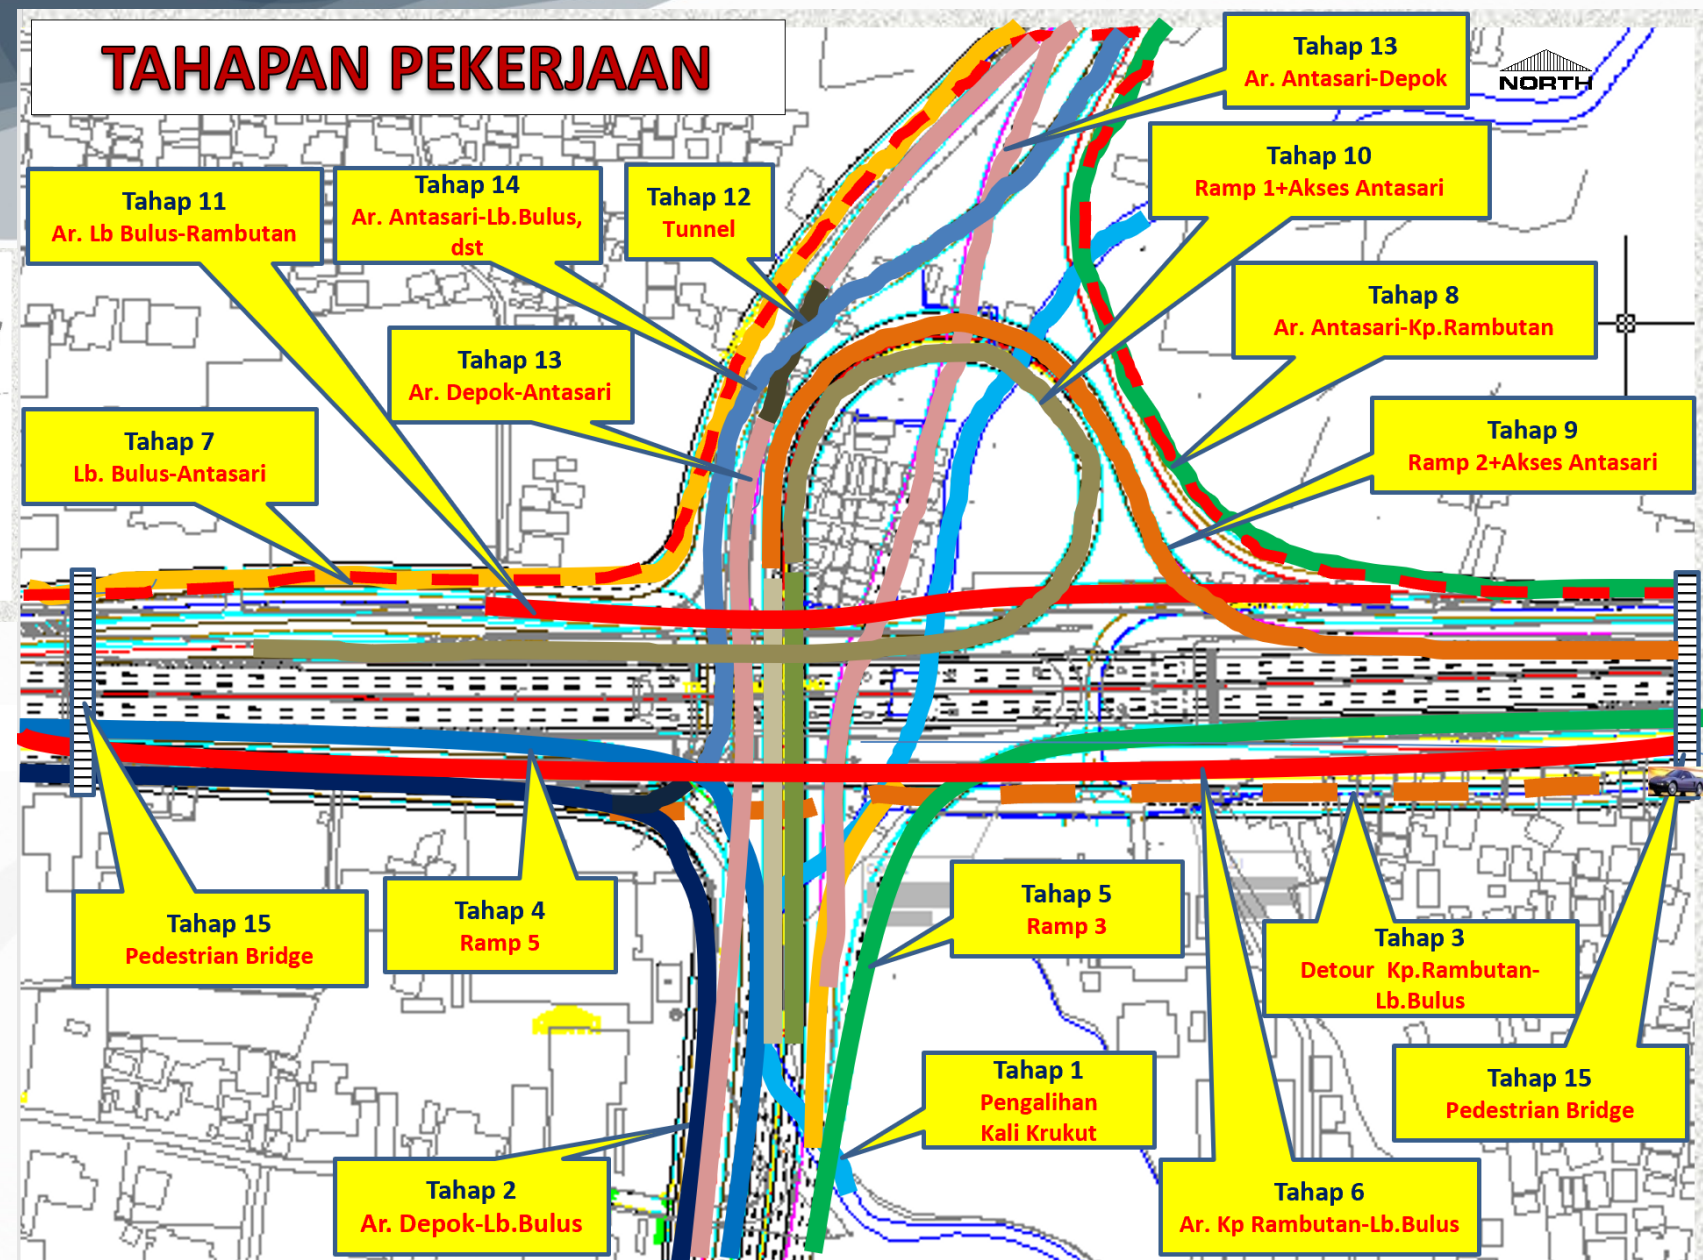 TAHAPAN PEKERJAAN
Tahap 13
Ar. Antasari-Depok
NORTH
Tahap 10
Ramp 1+Akses Antasari
Tahap 11
Ar. Lb Bulus-Rambutan
Tahap 14
Ar. Antasari-Lb.Bulus,
dst
Tahap 12
Tunnel
Tahap 8
Ar. Antasari-Kp.Rambutan
Tahap 13
Ar. Depok-Antasari
Tahap 7
Lb. Bulus-Antasari
Tahap 9
Ramp 2+Akses Antasari
Tahap 15
Pedestrian Bridge
Tahap 4
Ramp 5
Tahap 5
Ramp 3
Tahap 3
Detour  Kp.Rambutan-
Lb.Bulus
Tahap 1
Pengalihan
Kali Krukut
Tahap 15
Pedestrian Bridge
Tahap 2
Ar. Depok-Lb.Bulus
Tahap 6
Ar. Kp Rambutan-Lb.Bulus